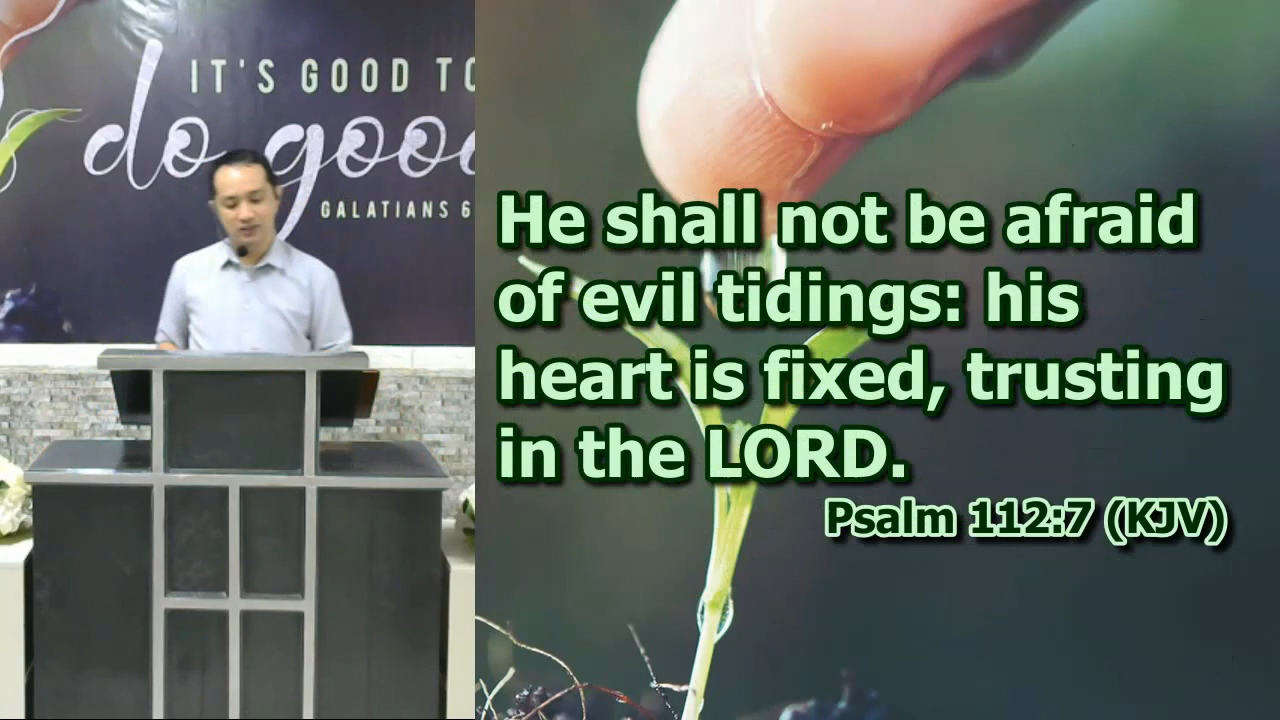 IT'S GOOD TO
do good
GALATIANS 6
He shall not be afraid
of evil tidings: his
heart is fixed, trusting
in the LORD.
Psalm 112:7 (KJV)